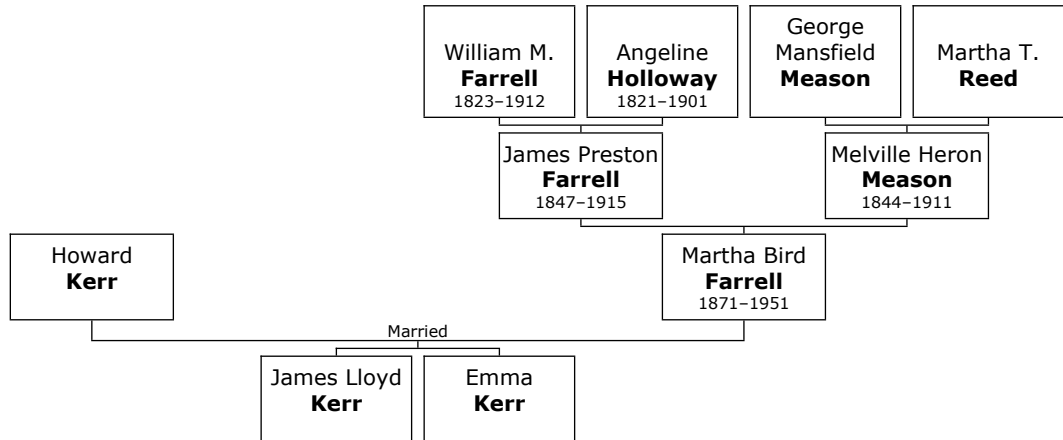 William M.
Farrell
1823–1912
Angeline
Holloway
1821–1901
George
Mansfield
Meason
Martha T.
Reed
James Preston
Farrell
1847–1915
Melville Heron
Meason
1844–1911
Howard
Kerr
Martha Bird
Farrell
1871–1951
Married
James Lloyd
Kerr
Emma
Kerr